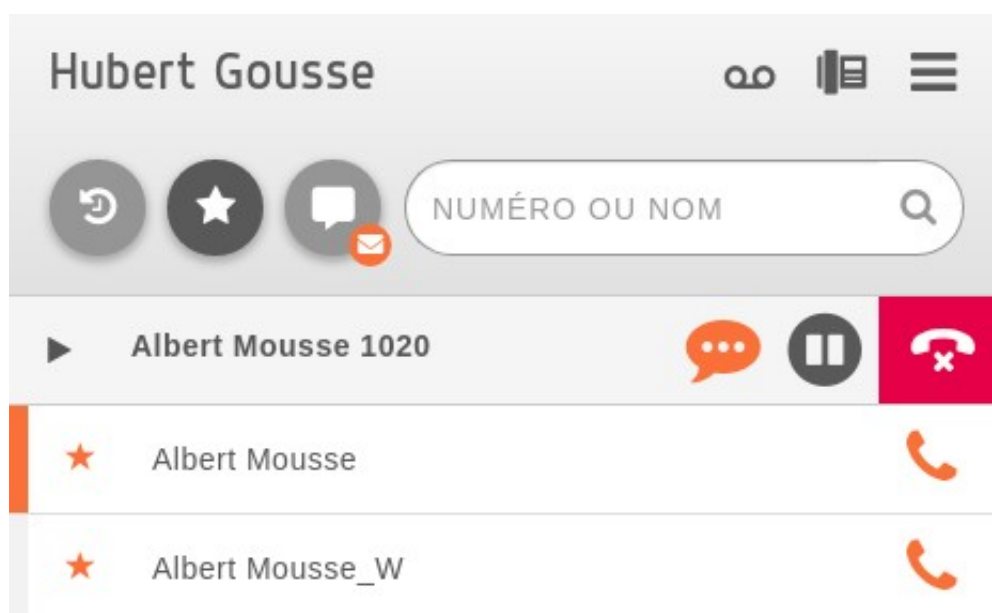 Hubert Gousse
NUMÉRO OU NOM
Albert Mousse 1020
Albert Mousse
Albert Mousse_W